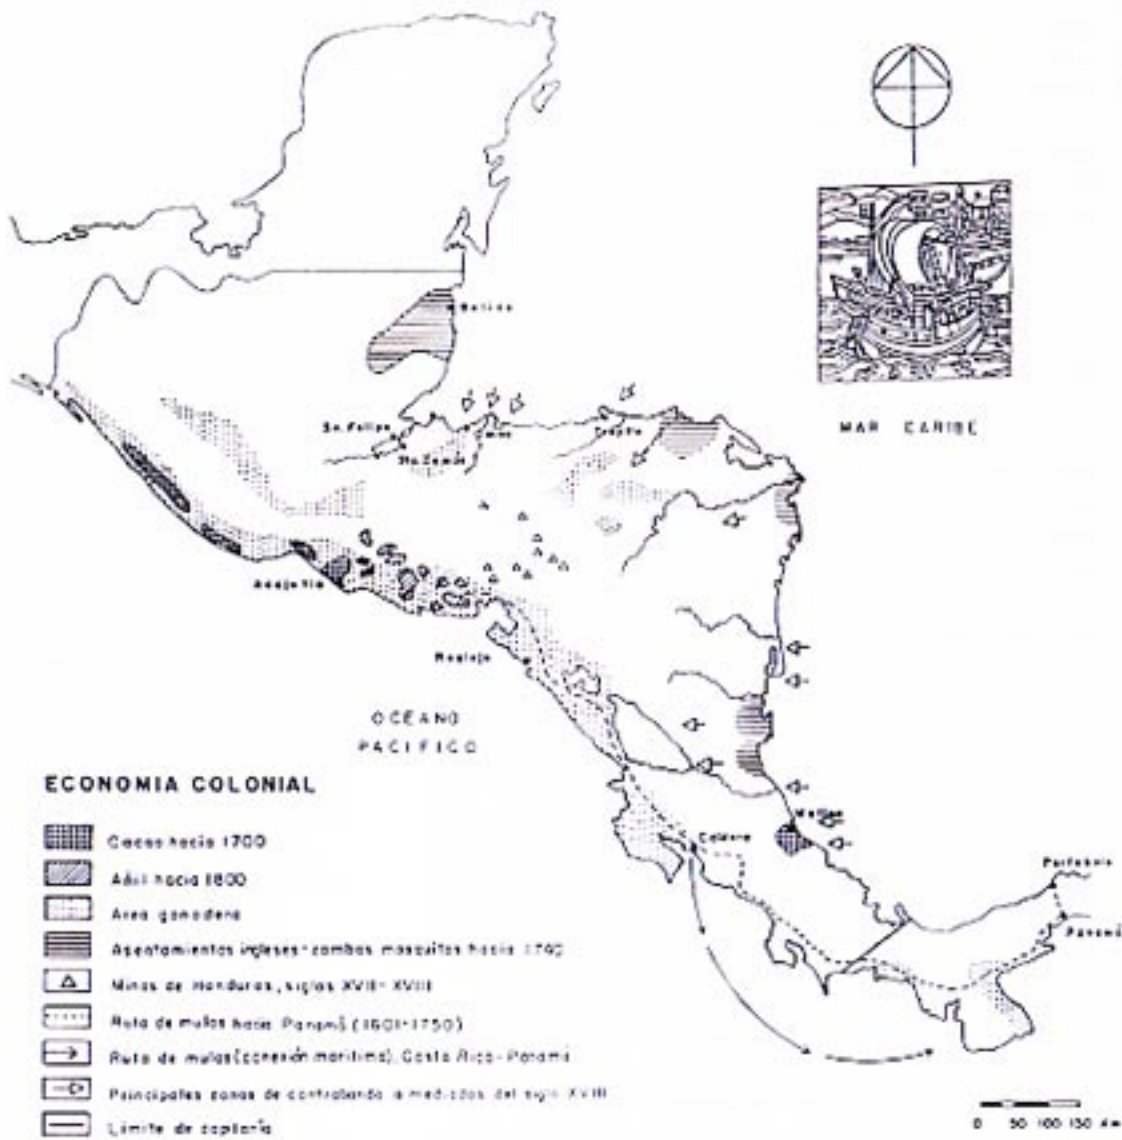 Belice
MAR CARIBE
Sn. Felipe
Omoa
Trujillo
Sto. Tomás
Acajutla
Realejo
OCÉANO
PACIFICO
ECONOMIA COLONIAL
Matina
Caldera
Portobelo
Panamá
Cacao hacia 1700
Añil hacia 1800
Area ganadera
Asentamientos ingleses-zambos mosquitos hacia 1740
Minas de Honduras, siglos XVII-XVIII
Ruta de mulas hacia Panamá (1601-1750)
Ruta de mulas (conexión marítima), Costa Rica-Panamá
Principales zonas de contrabando a mediados del siglo XVIII
Límite de capitanía
0 50 100 150 Km